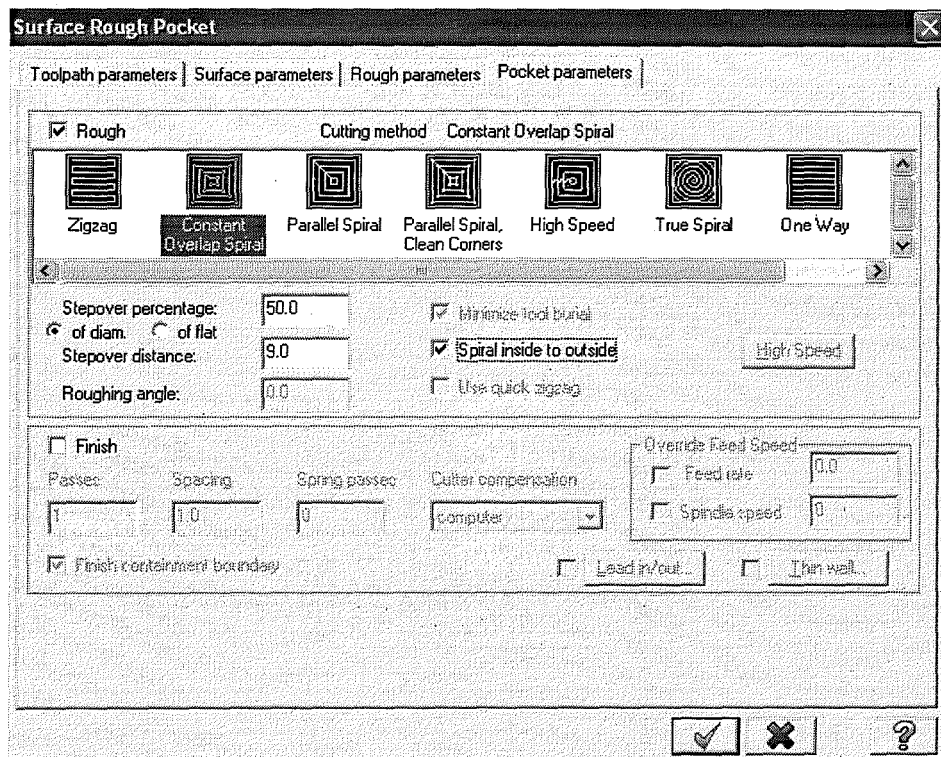 Surface Rough Pocket
Toolpath parameters Surface parameters Rough parameters Pocket parameters
Rough Cutting method Constant Overlap Spiral
Zigzag Constant Overlap Spiral Parallel Spiral Parallel Spiral, Clean Corners High Speed True Spiral One Way
Stepover percentage: 50.0 Minimize tool burial
of diam. of flat
Stepover distance: 9.0 Spiral inside to outside High Speed
Roughing angle: 0.0 Use quick zigzag
Finish Override Feed Speed
Passes Spacing Spring passes Cutter compensation Feed rate 0.0
1 1.0 0 computer Spindle speed 0
Finish containment boundary Lead in/out... Thin wall...